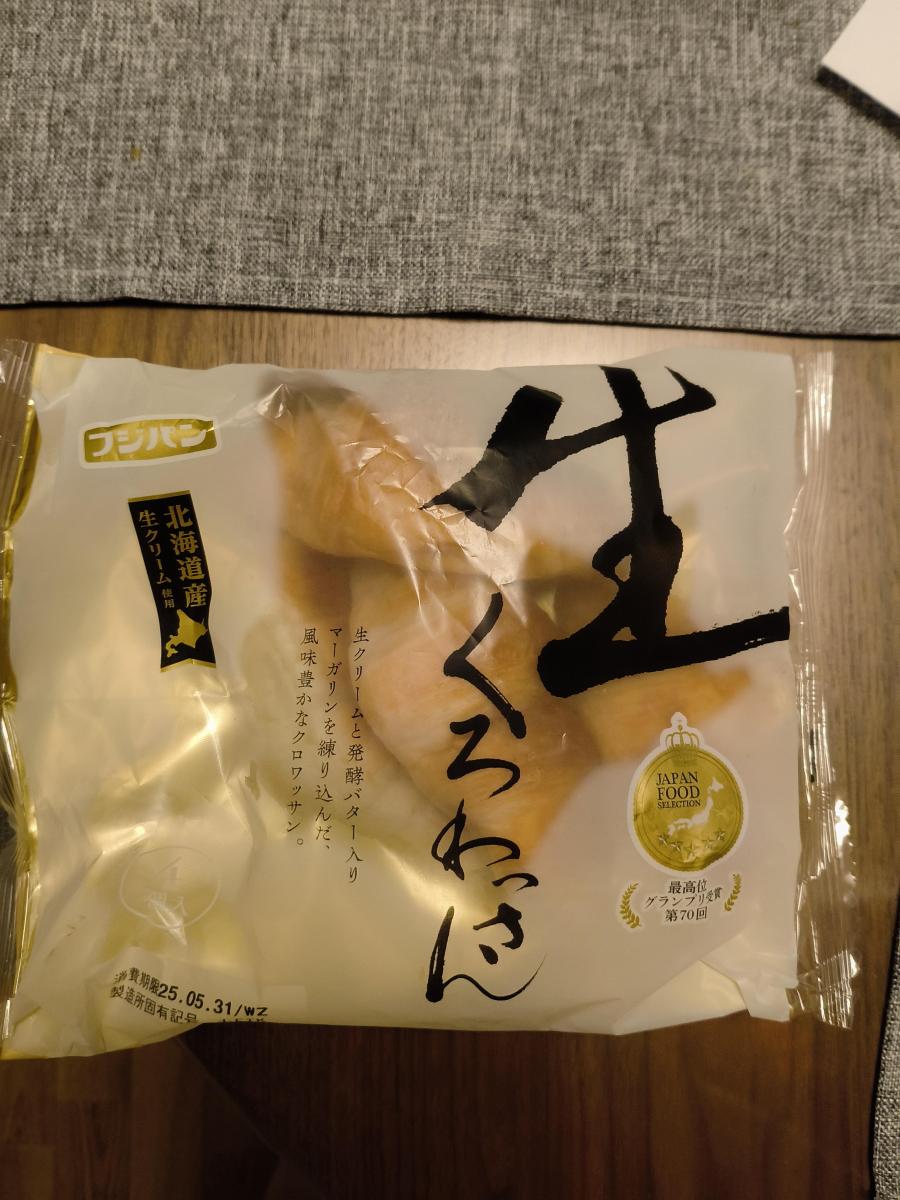 フジパン
北海道産
生クリーム使用
生
くろわっさん
生クリームと発酵バター入り
マーガリンを練り込んだ、
風味豊かなクロワッサン。
JAPAN
FOOD
SELECTION
最高位
グランプリ受賞
第70回
消費期限25.05.31/WZ
製造所固有記号